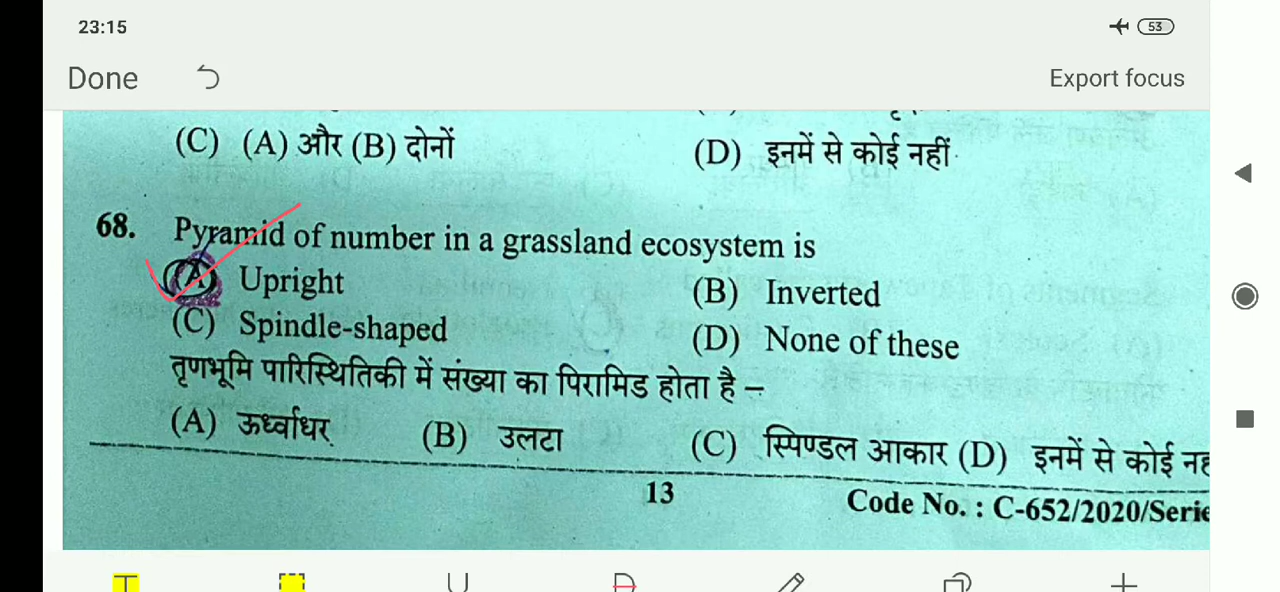 23:15
53
Done
Export focus
(C) (A) और (B) दोनों
(D) इनमें से कोई नहीं
68. Pyramid of number in a grassland ecosystem is
(A) Upright
(B) Inverted
(C) Spindle-shaped
(D) None of these
तृणभूमि पारिस्थितिकी में संख्या का पिरामिड होता है –
(A) ऊर्ध्वाधर (B) उलटा (C) स्पिण्डल आकार (D) इनमें से कोई
13
Code No. : C-652/2020/Serie